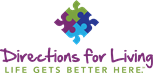 Directions for Living
LIFE GETS BETTER HERE.